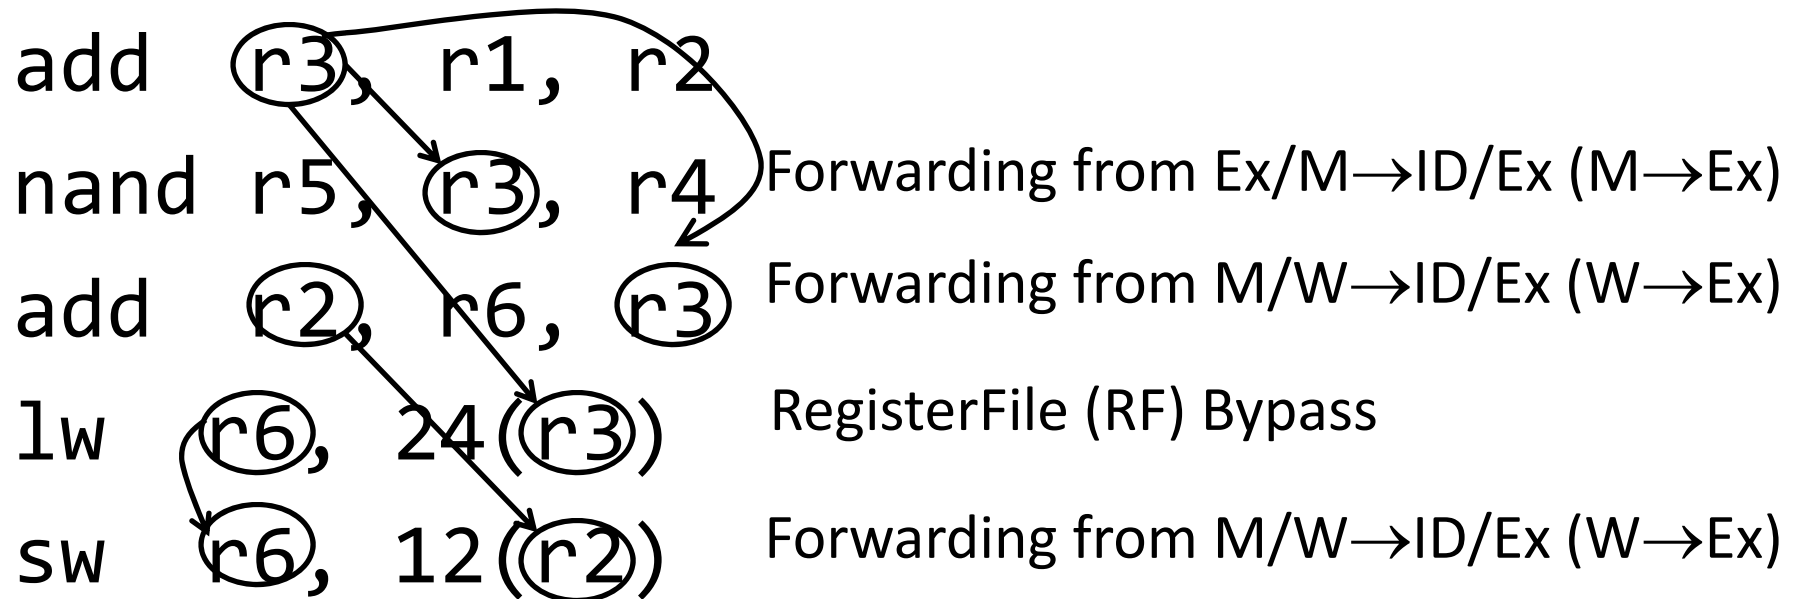 add r3, r1, r2
nand r5, r3, r4 Forwarding from Ex/M→ID/Ex (M→Ex)
add r2, r6, r3 Forwarding from M/W→ID/Ex (W→Ex)
lw r6, 24(r3) RegisterFile (RF) Bypass
sw r6, 12(r2) Forwarding from M/W→ID/Ex (W→Ex)